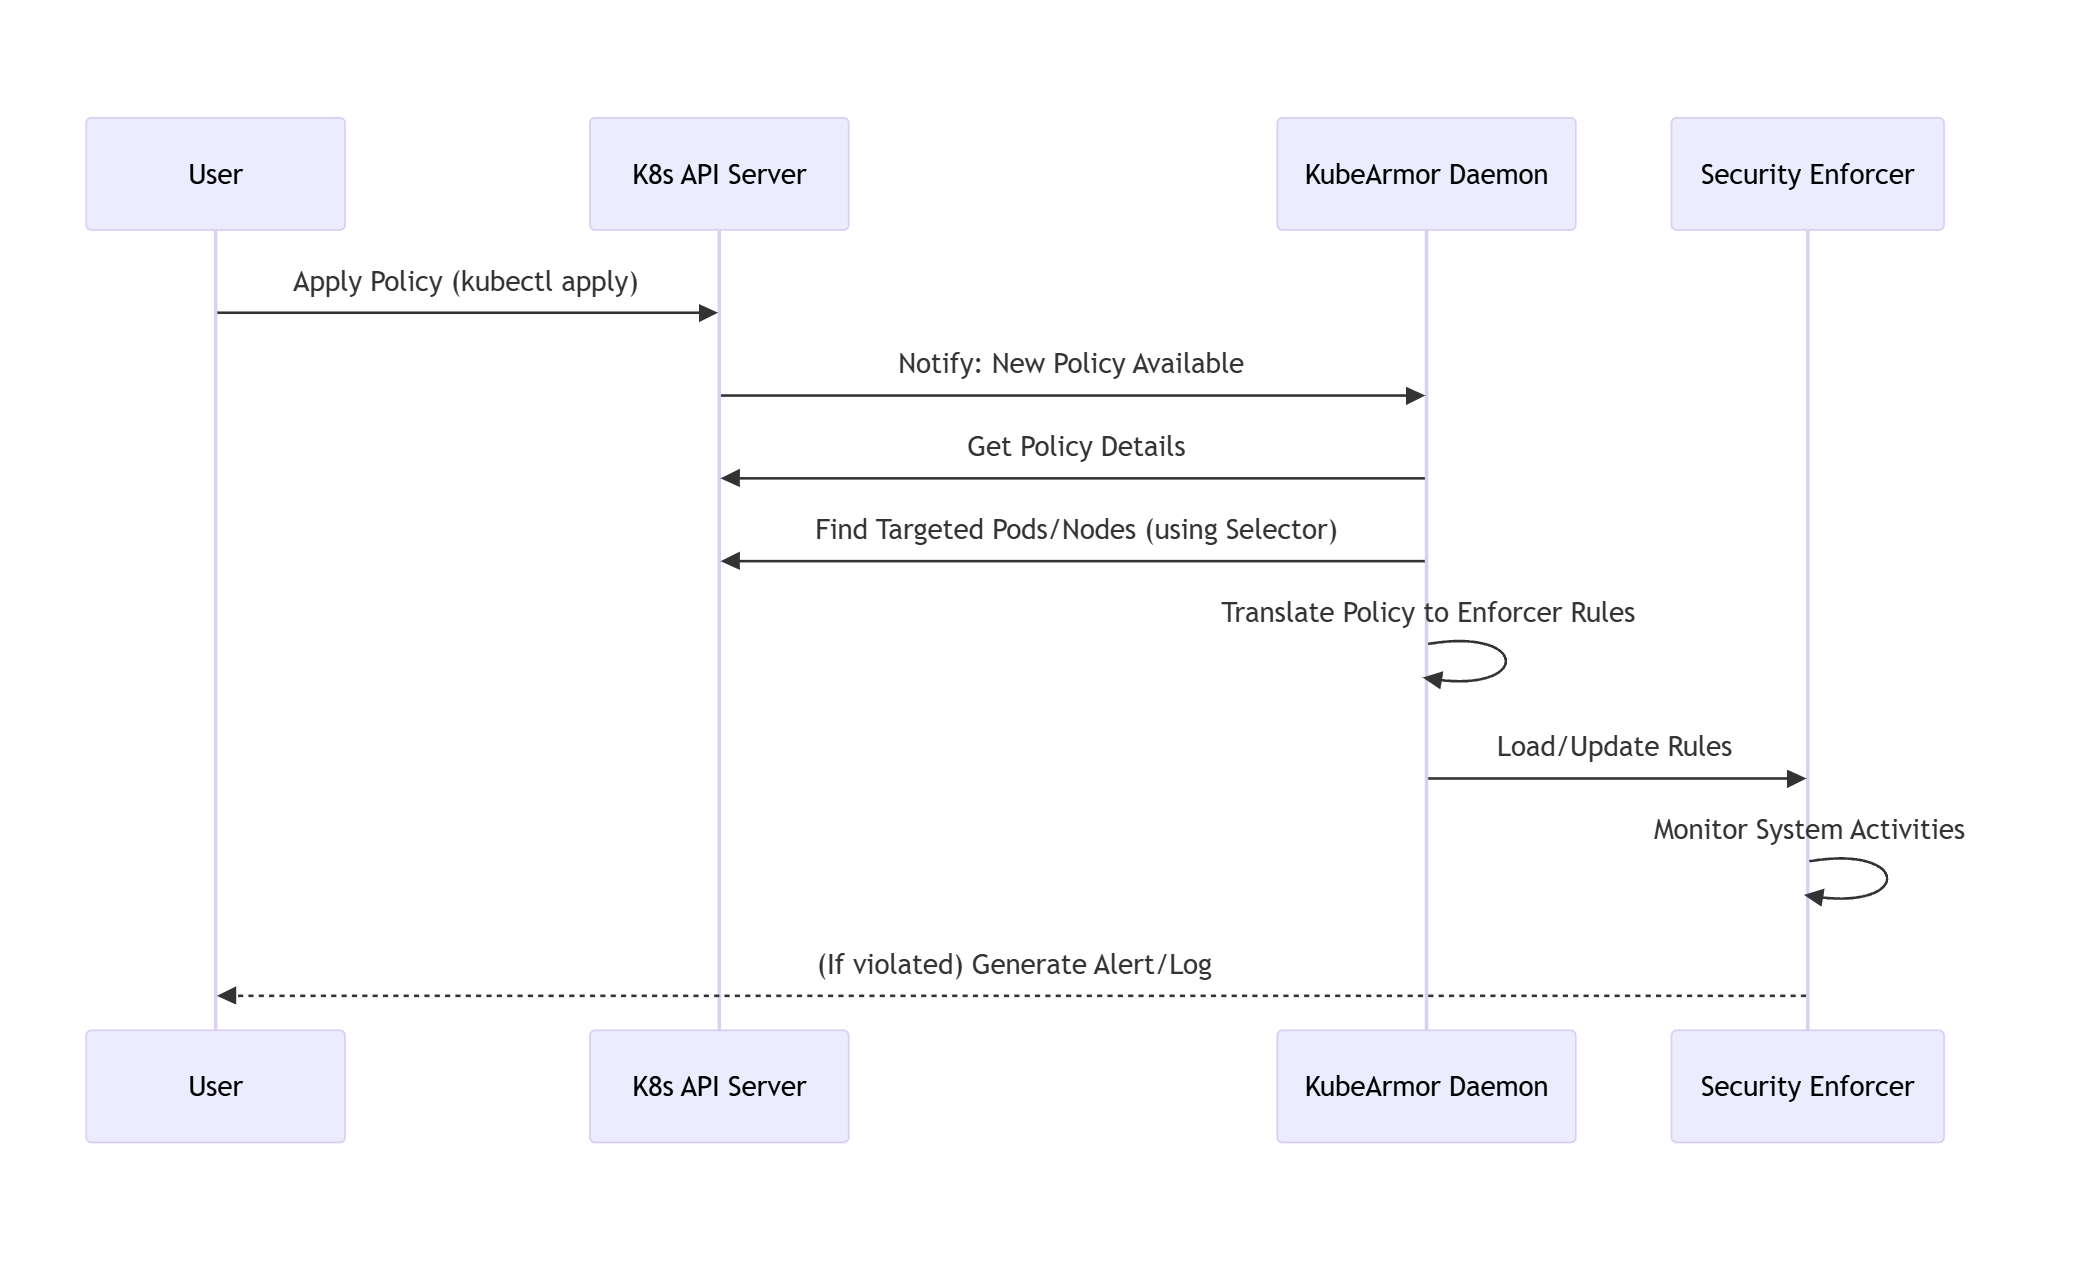 User
K8s API Server
KubeArmor Daemon
Security Enforcer
Apply Policy (kubectl apply)
Notify: New Policy Available
Get Policy Details
Find Targeted Pods/Nodes (using Selector)
Translate Policy to Enforcer Rules
Load/Update Rules
Monitor System Activities
(If violated) Generate Alert/Log
User
K8s API Server
KubeArmor Daemon
Security Enforcer